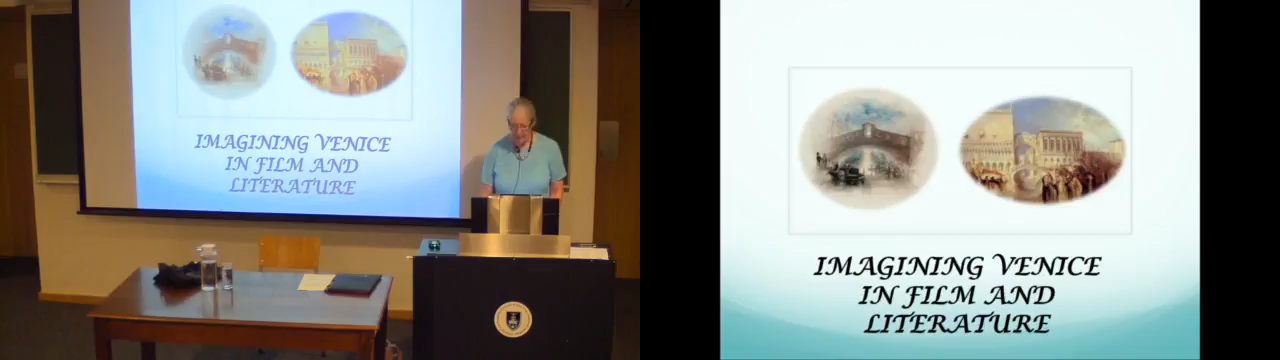 IMAGINING VENICE
IN FILM AND
LITERATURE
IMAGINING VENICE
IN FILM AND
LITERATURE